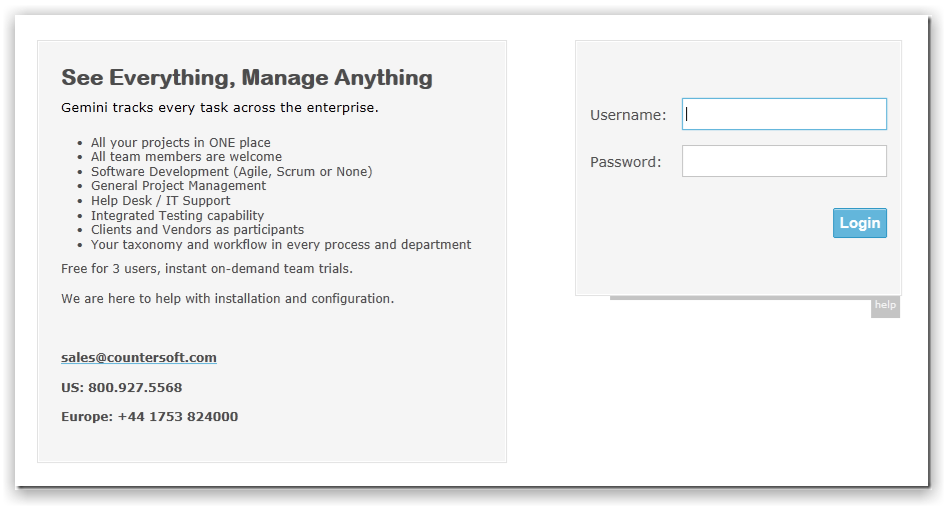 See Everything, Manage Anything
Gemini tracks every task across the enterprise.
• All your projects in ONE place
• All team members are welcome
• Software Development (Agile, Scrum or None)
• General Project Management
• Help Desk / IT Support
• Integrated Testing capability
• Clients and Vendors as participants
• Your taxonomy and workflow in every process and department
Free for 3 users, instant on-demand team trials.
We are here to help with installation and configuration.
sales@countersoft.com
US: 800.927.5568
Europe: +44 1753 824000
Username:
Password:
Login
help